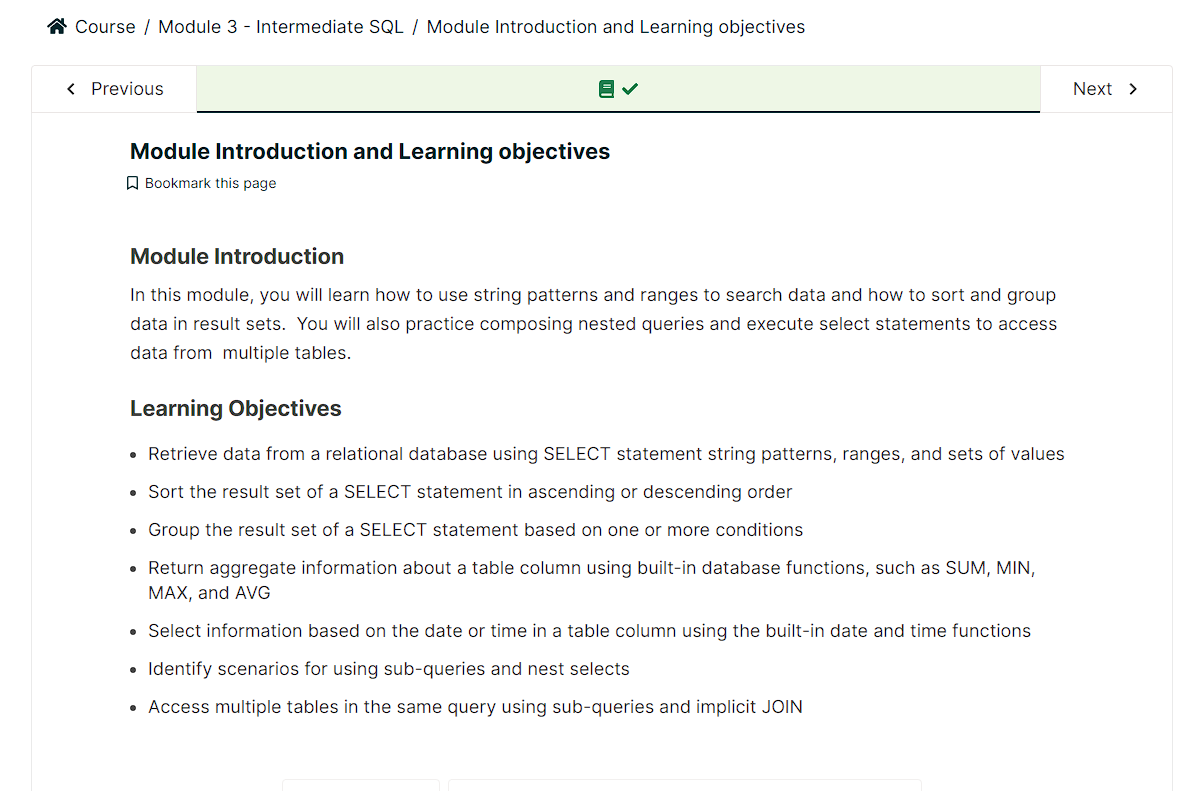 Course / Module 3 - Intermediate SQL / Module Introduction and Learning objectives
Previous
Next
Module Introduction and Learning objectives
Bookmark this page
Module Introduction
In this module, you will learn how to use string patterns and ranges to search data and how to sort and group
data in result sets.  You will also practice composing nested queries and execute select statements to access
data from  multiple tables.
Learning Objectives
• Retrieve data from a relational database using SELECT statement string patterns, ranges, and sets of values
• Sort the result set of a SELECT statement in ascending or descending order
• Group the result set of a SELECT statement based on one or more conditions
• Return aggregate information about a table column using built-in database functions, such as SUM, MIN,
MAX, and AVG
• Select information based on the date or time in a table column using the built-in date and time functions
• Identify scenarios for using sub-queries and nest selects
• Access multiple tables in the same query using sub-queries and implicit JOIN